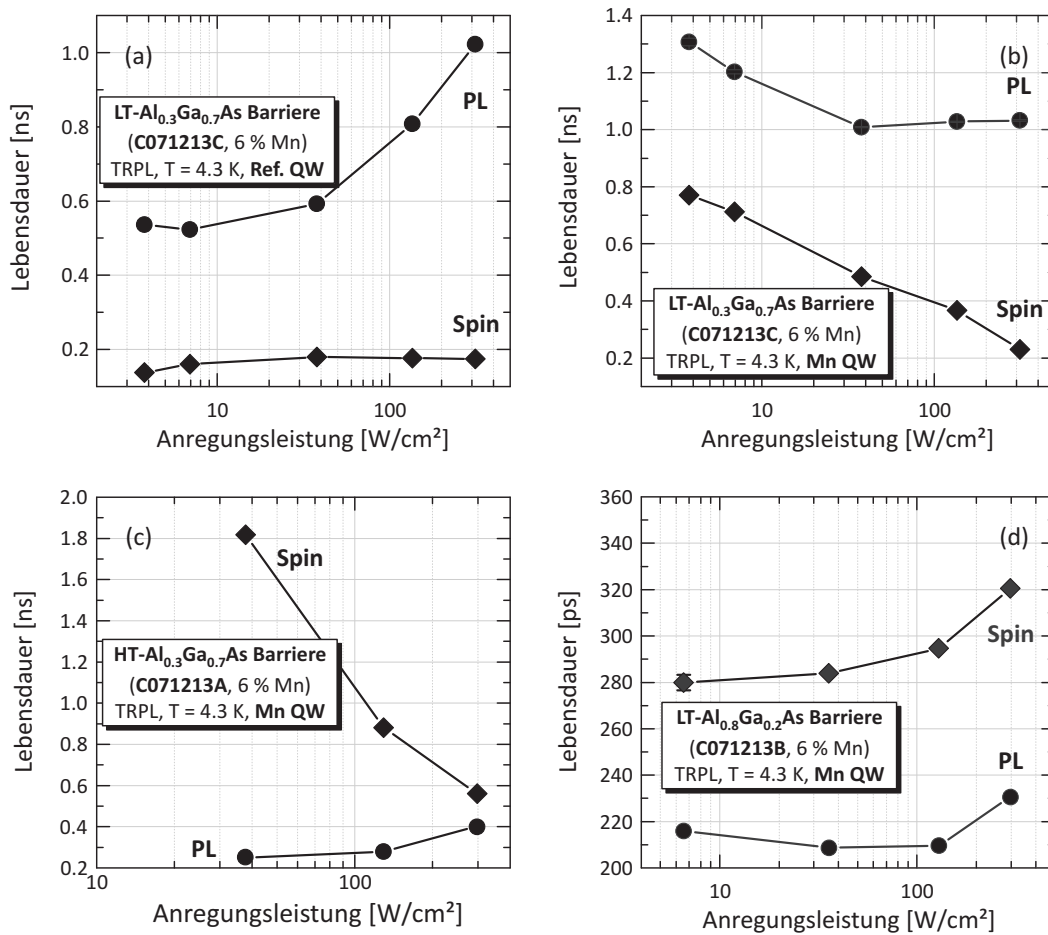 (a)
1.0
0.8
0.6
0.4
0.2
Lebensdauer [ns]
PL
LT-Al0.3Ga0.7As Barriere
(C071213C, 6 % Mn)
TRPL, T = 4.3 K, Ref. QW
Spin
10
100
Anregungsleistung [W/cm²]
(b)
1.4
1.2
1.0
0.8
0.6
0.4
0.2
Lebensdauer [ns]
PL
LT-Al0.3Ga0.7As Barriere
(C071213C, 6 % Mn)
TRPL, T = 4.3 K, Mn QW
Spin
10
100
Anregungsleistung [W/cm²]
(c)
2.0
1.8
1.6
1.4
1.2
1.0
0.8
0.6
0.4
0.2
Lebensdauer [ns]
Spin
HT-Al0.3Ga0.7As Barriere
(C071213A, 6 % Mn)
TRPL, T = 4.3 K, Mn QW
PL
10
100
Anregungsleistung [W/cm²]
(d)
360
340
320
300
280
260
240
220
200
Lebensdauer [ps]
Spin
LT-Al0.8Ga0.2As Barriere
(C071213B, 6 % Mn)
TRPL, T = 4.3 K, Mn QW
PL
10
100
Anregungsleistung [W/cm²]